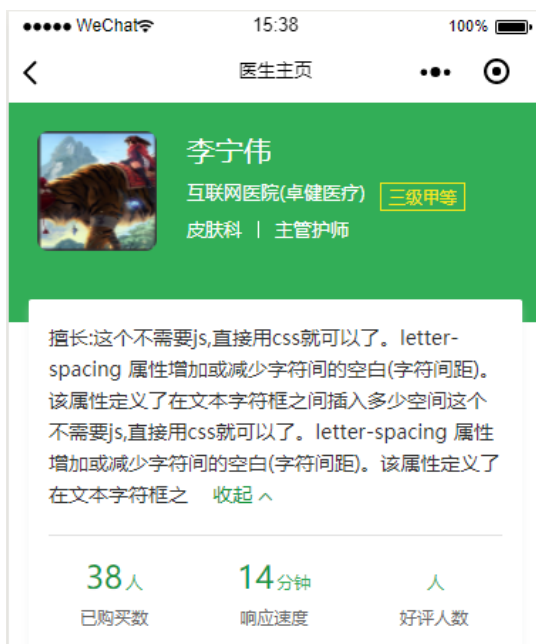 WeChat 15:38 100%
医生主页
李宁伟
互联网医院(卓健医疗) 三级甲等
皮肤科 | 主管护师
擅长:这个不需要js,直接用css就可以了。letter-
spacing 属性增加或减少字符间的空白(字符间距)。
该属性定义了在文本字符框之间插入多少空间这个
不需要js,直接用css就可以了。letter-spacing 属性
增加或减少字符间的空白(字符间距)。该属性定义了
在文本字符框之 收起
38人 14分钟 人
已购买数 响应速度 好评人数